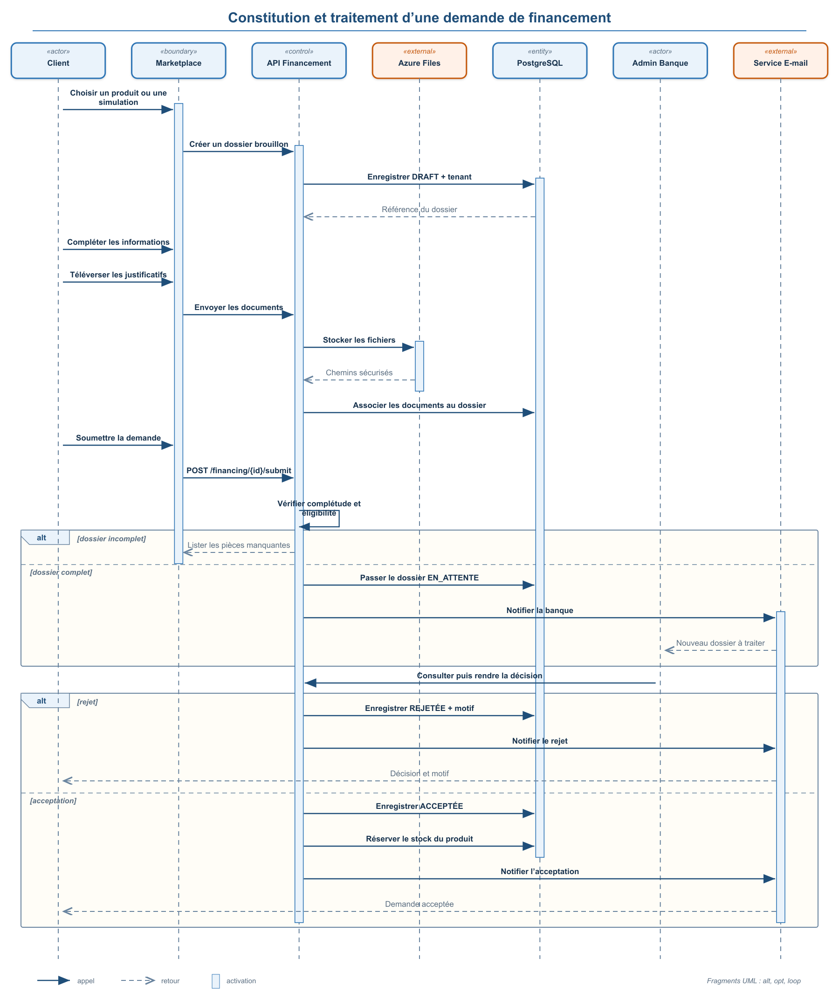 Constitution et traitement d’une demande de financement
«actor»
Client
«boundary»
Marketplace
«control»
API Financement
«external»
Azure Files
«entity»
PostgreSQL
«actor»
Admin Banque
«external»
Service E-mail
Choisir un produit ou une
simulation
Créer un dossier brouillon
Enregistrer DRAFT + tenant
Référence du dossier
Compléter les informations
Téléverser les justificatifs
Envoyer les documents
Stocker les fichiers
Chemins sécurisés
Associer les documents au dossier
Soumettre la demande
POST /financing/{id}/submit
Vérifier complétude et
éligibilité
alt
[dossier incomplet]
Lister les pièces manquantes
[dossier complet]
Passer le dossier EN_ATTENTE
Notifier la banque
Nouveau dossier à traiter
Consulter puis rendre la décision
alt
[rejet]
Enregistrer REJETÉE + motif
Notifier le rejet
Décision et motif
[acceptation]
Enregistrer ACCEPTÉE
Réserver le stock du produit
Notifier l’acceptation
Demande acceptée
appel
retour
activation
Fragments UML : alt, opt, loop